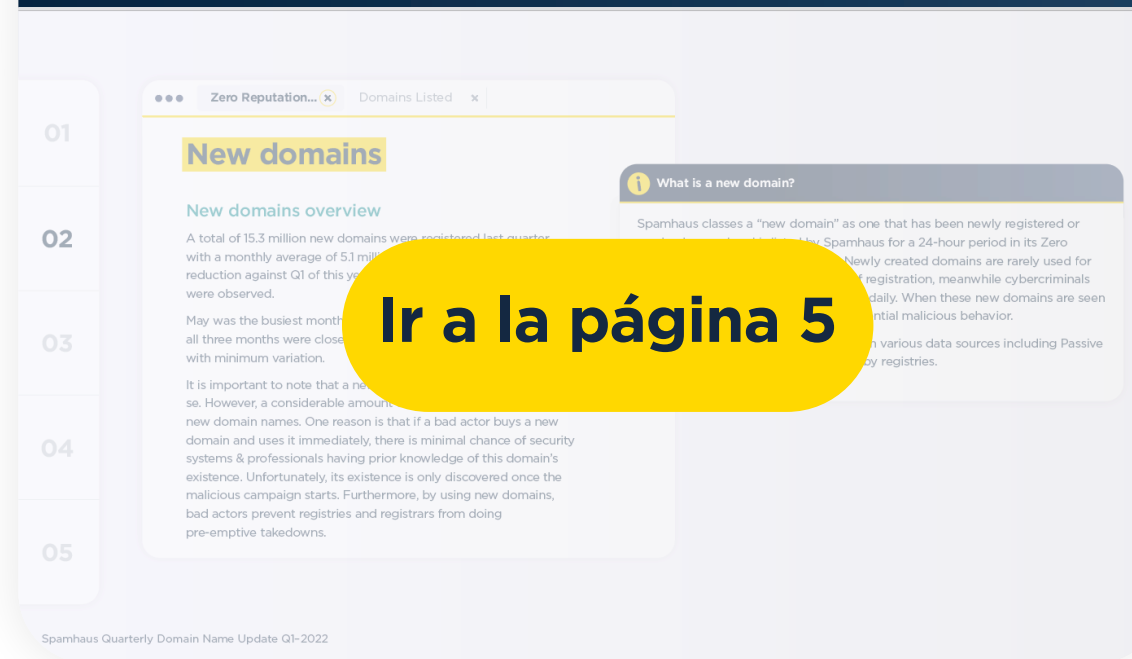 Zero Reputation...
Domains Listed
01
02
03
04
05
New domains
New domains overview
A total of 15.3 million new domains were registered last quarter
with a monthly average of 5.1
reduction against Q1 of this
were observed.
May was the busiest month
all three months were close
with minimum variation.
It is important to note that a
se. However, a considerable amount
new domain names. One reason is that if a bad actor buys a new
domain and uses it immediately, there is minimal chance of security
systems & professionals having prior knowledge of this domain's
existence. Unfortunately, its existence is only discovered once the
malicious campaign starts. Furthermore, by using new domains,
bad actors prevent registries and registrars from doing
pre-emptive takedowns.
What is a new domain?
Spamhaus classes a “new domain” as one that has been newly registered or
by Spamhaus for a 24-hour period in its Zero
Newly created domains are rarely used for
registration, meanwhile cybercriminals
daily. When these new domains are seen
malicious behavior.
various data sources including Passive
by registries.
Ir a la página 5
Spamhaus Quarterly Domain Name Update Q1–2022